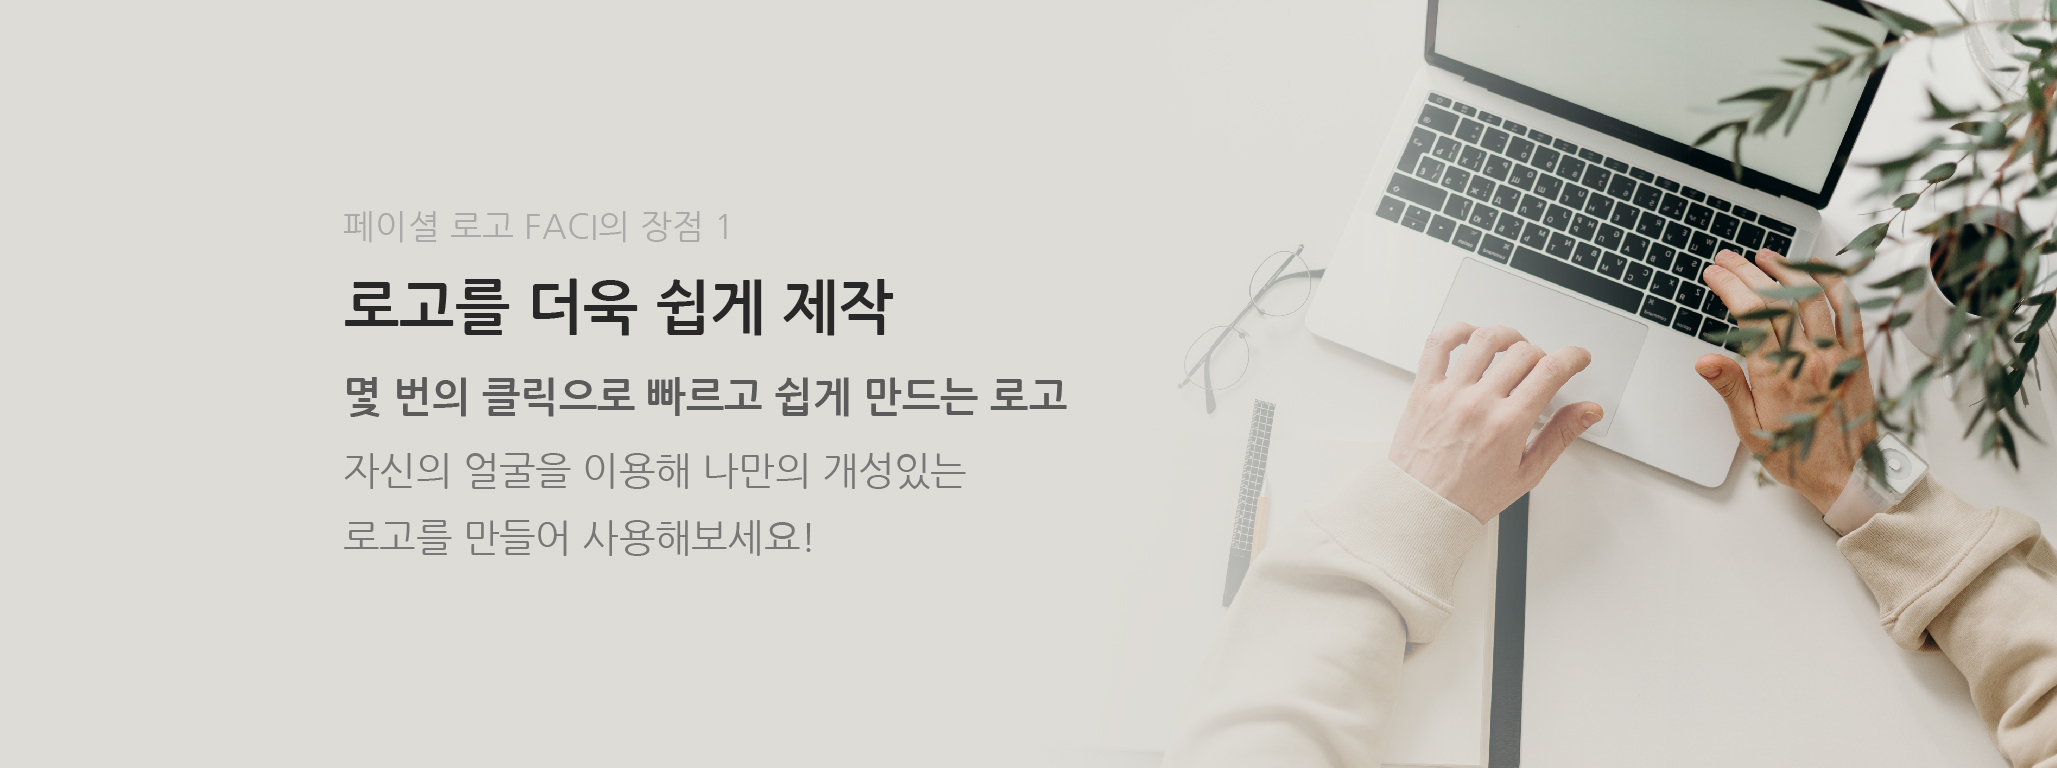 페이셜 로고 FACI의 장점 1
로고를 더욱 쉽게 제작
몇 번의 클릭으로 빠르고 쉽게 만드는 로고
자신의 얼굴을 이용해 나만의 개성있는
로고를 만들어 사용해보세요!